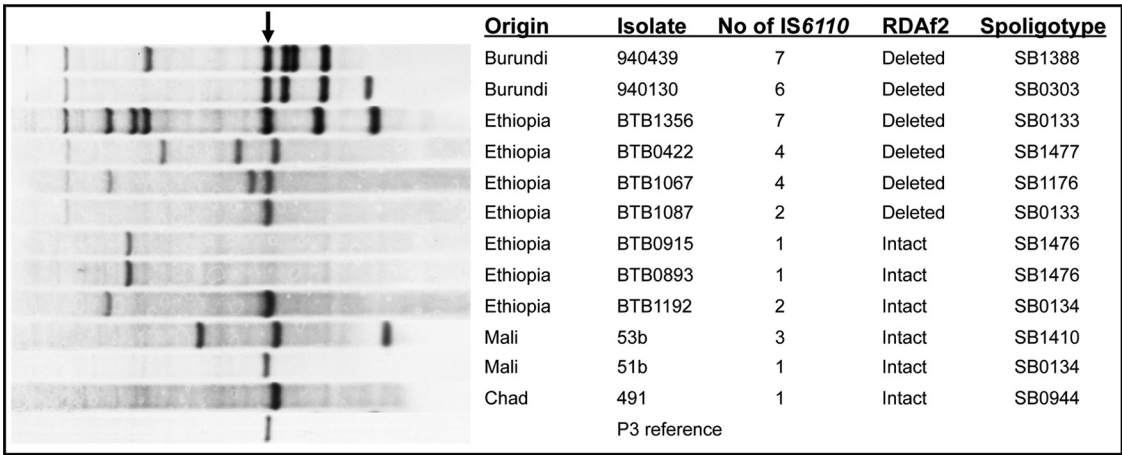 Origin Isolate No of IS6110 RDAf2 Spoligotype
Burundi 940439 7 Deleted SB1388
Burundi 940130 6 Deleted SB0303
Ethiopia BTB1356 7 Deleted SB0133
Ethiopia BTB0422 4 Deleted SB1477
Ethiopia BTB1067 4 Deleted SB1176
Ethiopia BTB1087 2 Deleted SB0133
Ethiopia BTB0915 1 Intact SB1476
Ethiopia BTB0893 1 Intact SB1476
Ethiopia BTB1192 2 Intact SB0134
Mali 53b 3 Intact SB1410
Mali 51b 1 Intact SB0134
Chad 491 1 Intact SB0944
P3 reference